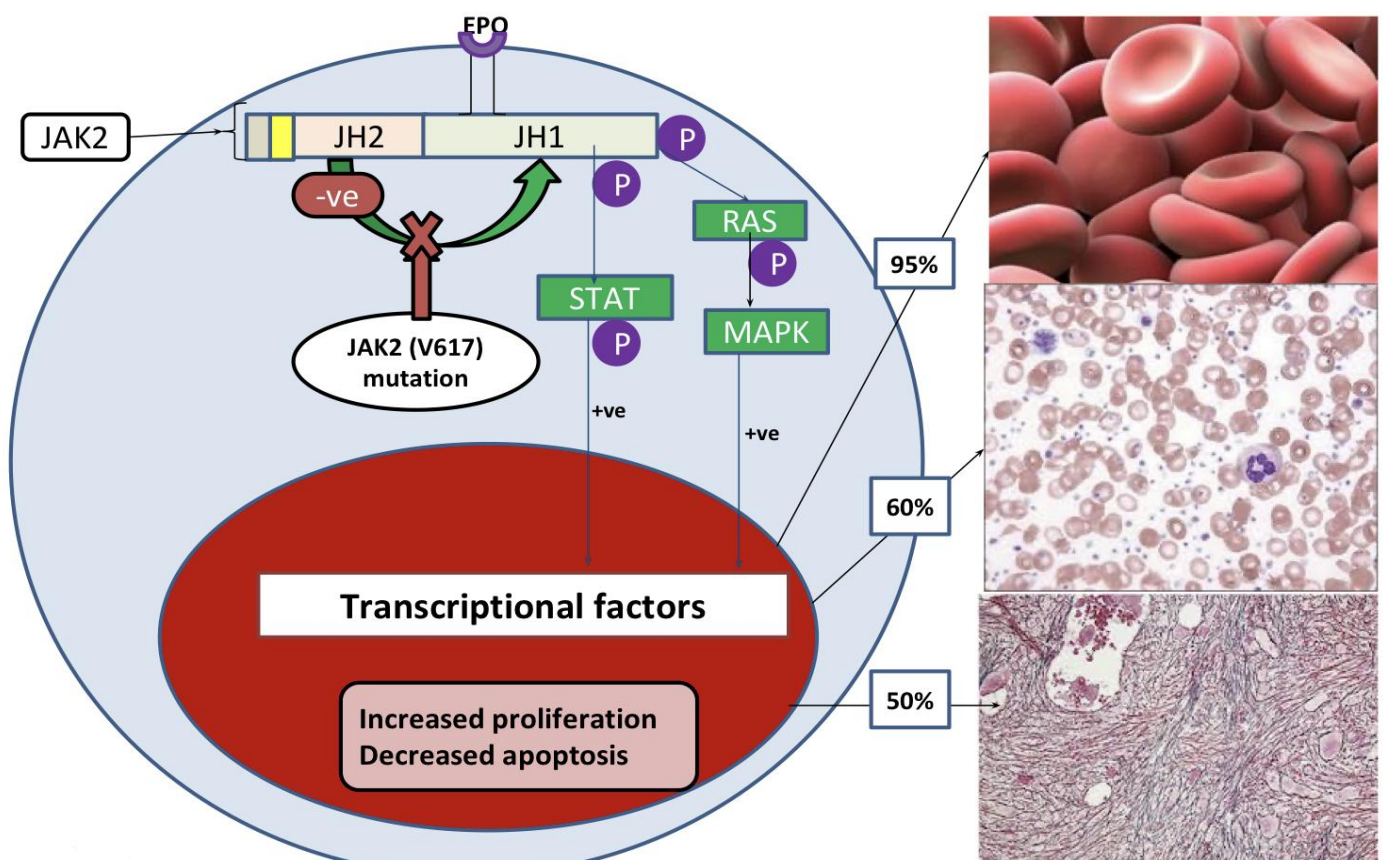 EPO
JAK2
JH2
JH1
P
-ve
P
RAS
P
95%
STAT
MAPK
P
JAK2 (V617)
mutation
+ve
+ve
60%
Transcriptional factors
50%
Increased proliferation
Decreased apoptosis